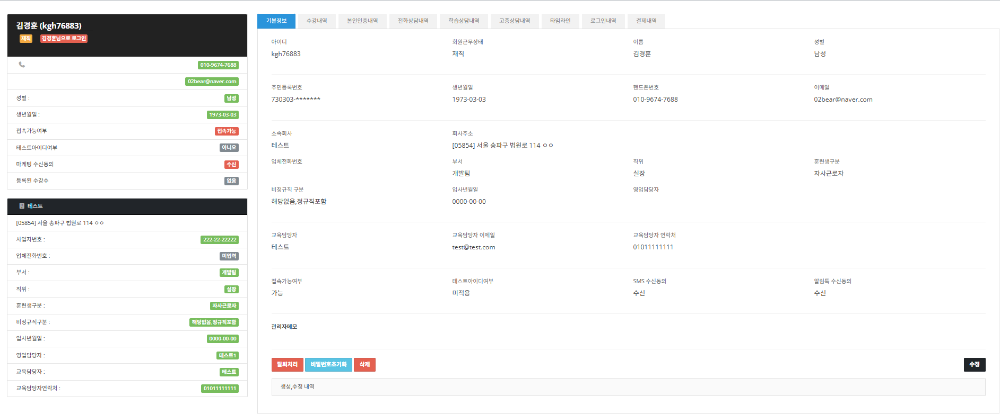 김경훈 (kgh76883)
재직 김경훈님으로 로그인
010-9674-7688
02bear@naver.com
성별 : 남성
생년월일 : 1973-03-03
접속가능여부 접속가능
테스트아이디여부 아니오
마케팅 수신동의 수신
등록된 수강수 없음
테스트
[05854] 서울 송파구 법원로 114 ㅇㅇ
사업자번호 : 222-22-22222
업체전화번호 : 미입력
부서 : 개발팀
직위 : 실장
훈련생구분 : 자사근로자
비정규직구분 : 해당없음,정규직포함
입사년월일 : 0000-00-00
영업담당자 : 테스트1
교육담당자 : 테스트
교육담당자연락처 : 01011111111
기본정보 수강내역 본인인증내역 전화상담내역 학습상담내역 고충상담내역 타임라인 로그인내역 결제내역
아이디 회원근무상태 이름 성별
kgh76883 재직 김경훈 남성
주민등록번호 생년월일 핸드폰번호 이메일
730303-******* 1973-03-03 010-9674-7688 02bear@naver.com
소속회사 회사주소
테스트 [05854] 서울 송파구 법원로 114 ㅇㅇ
업체전화번호 부서 직위 훈련생구분
개발팀 실장 자사근로자
비정규직 구분 입사년월일 영업담당자
해당없음,정규직포함 0000-00-00
교육담당자 교육담당자 이메일 교육담당자 연락처
테스트 test@test.com 01011111111
접속가능여부 테스트아이디여부 SMS 수신동의 알림톡 수신동의
가능 미적용 수신 수신
관리자메모
탈퇴처리 비밀번호초기화 삭제 수정
생성,수정 내역